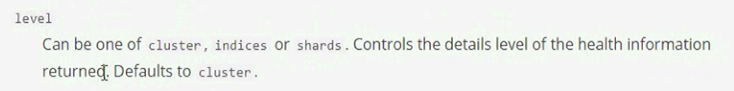 level
Can be one of cluster, indices or shards. Controls the details level of the health information
returned. Defaults to cluster.